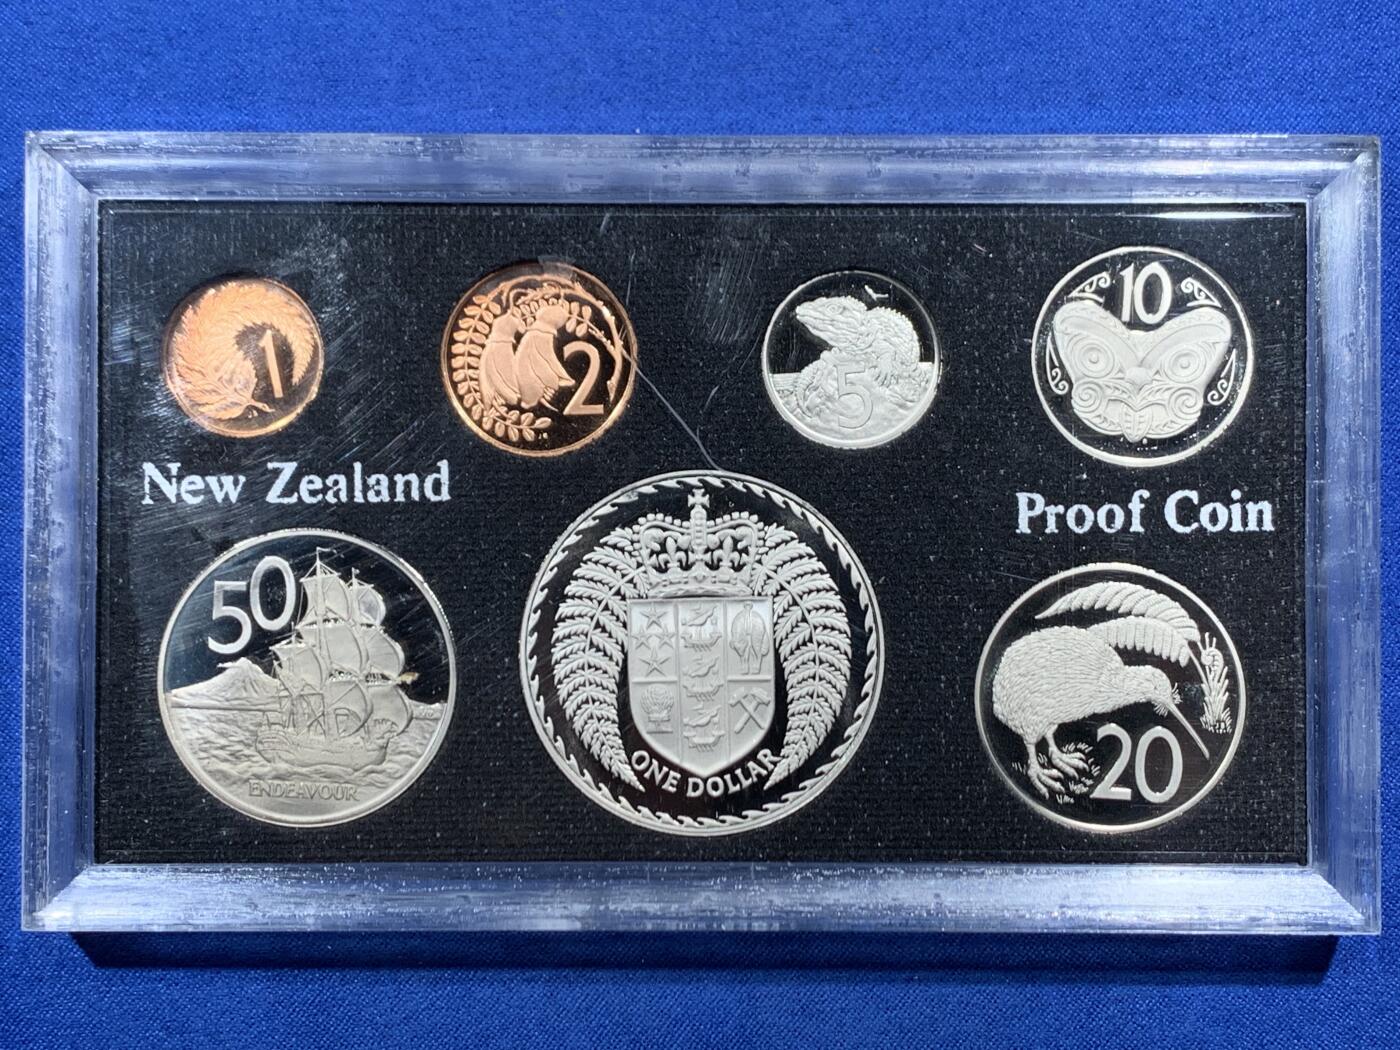 1
2
5
10
New Zealand
Proof Coin
50
ENDEAVOUR
ONE DOLLAR
20